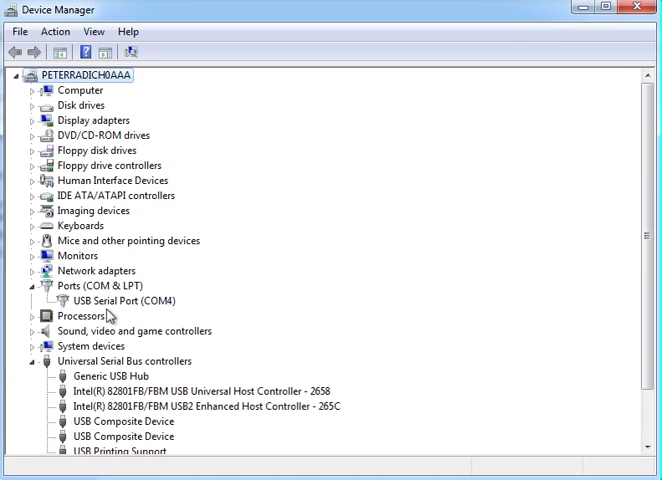 Device Manager
File Action View Help
PETERRADICH0AAA
Computer
Disk drives
Display adapters
DVD/CD-ROM drives
Floppy disk drives
Floppy drive controllers
Human Interface Devices
IDE ATA/ATAPI controllers
Imaging devices
Keyboards
Mice and other pointing devices
Monitors
Network adapters
Ports (COM & LPT)
USB Serial Port (COM4)
Processors
Sound, video and game controllers
System devices
Universal Serial Bus controllers
Generic USB Hub
Intel(R) 82801FB/FBM USB Universal Host Controller - 2658
Intel(R) 82801FB/FBM USB2 Enhanced Host Controller - 265C
USB Composite Device
USB Composite Device
USB Printing Support